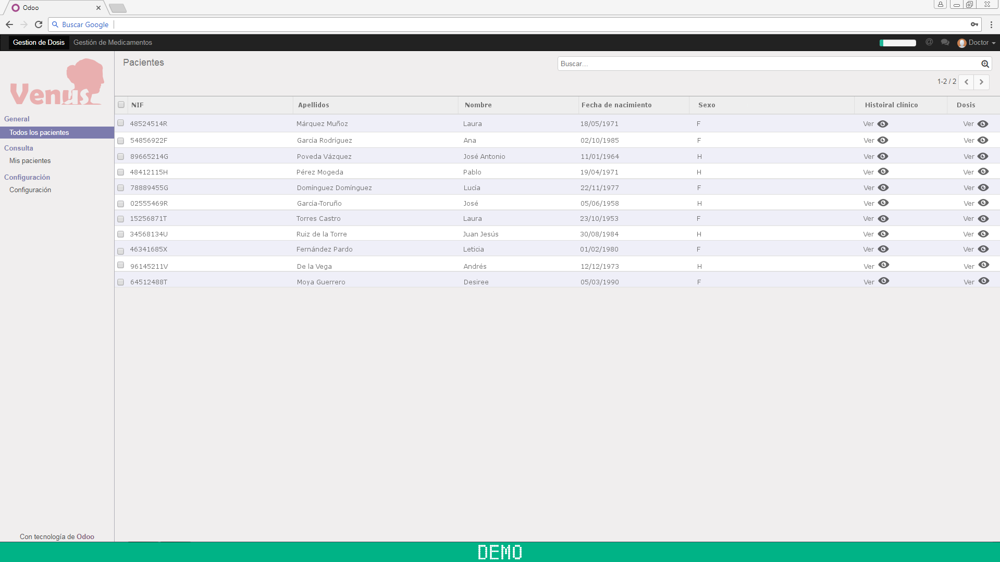 Odoo
Buscar Google
Gestion de Dosis Gestión de Medicamentos @ Doctor
Venus
Pacientes
Buscar...
1-2 / 2
General
Todos los pacientes
Consulta
Mis pacientes
Configuración
Configuración
NIF Apellidos Nombre Fecha de nacimiento Sexo Histoiral clínico Dosis
48524514R Márquez Muñoz Laura 18/05/1971 F Ver Ver
54856922F García Rodríguez Ana 02/10/1985 F Ver Ver
89665214G Poveda Vázquez José Antonio 11/01/1964 H Ver Ver
48412115H Pérez Mogeda Pablo 19/04/1971 H Ver Ver
78889455G Domínguez Domínguez Lucía 22/11/1977 F Ver Ver
02555469R García-Toruño José 05/06/1958 H Ver Ver
15256871T Torres Castro Laura 23/10/1953 F Ver Ver
34568134U Ruiz de la Torre Juan Jesús 30/08/1984 H Ver Ver
46341685X Fernández Pardo Leticia 01/02/1980 F Ver Ver
96145211V De la Vega Andrés 12/12/1973 H Ver Ver
64512488T Moya Guerrero Desiree 05/03/1990 F Ver Ver
Con tecnología de Odoo
DEMO